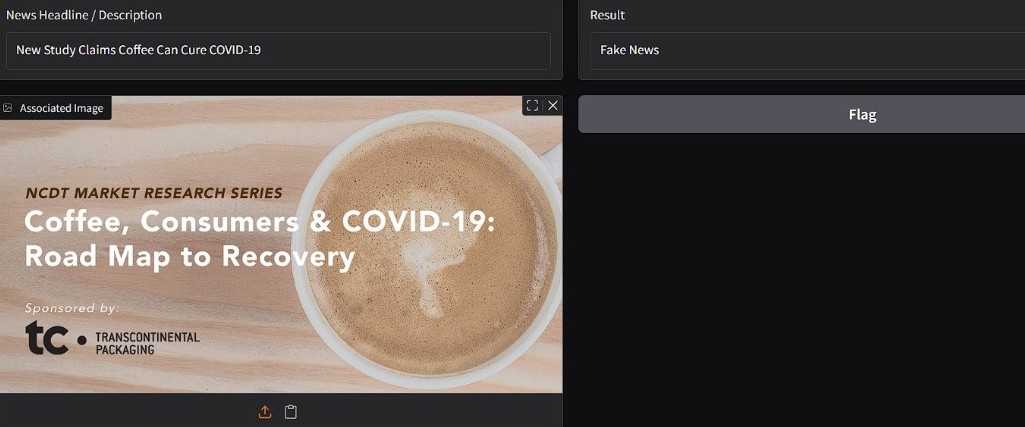 News Headline / Description
New Study Claims Coffee Can Cure COVID-19
Result
Fake News
Flag
Associated Image
NCDT MARKET RESEARCH SERIES
Coffee, Consumers & COVID-19:
Road Map to Recovery
Sponsored by:
tc • TRANSCONTINENTAL
PACKAGING